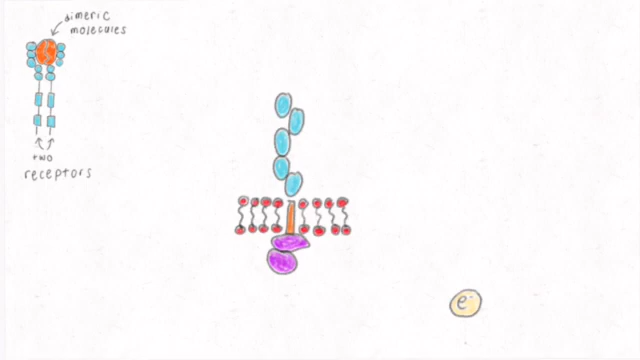 dimeric
molecules
two
receptors
e⁻